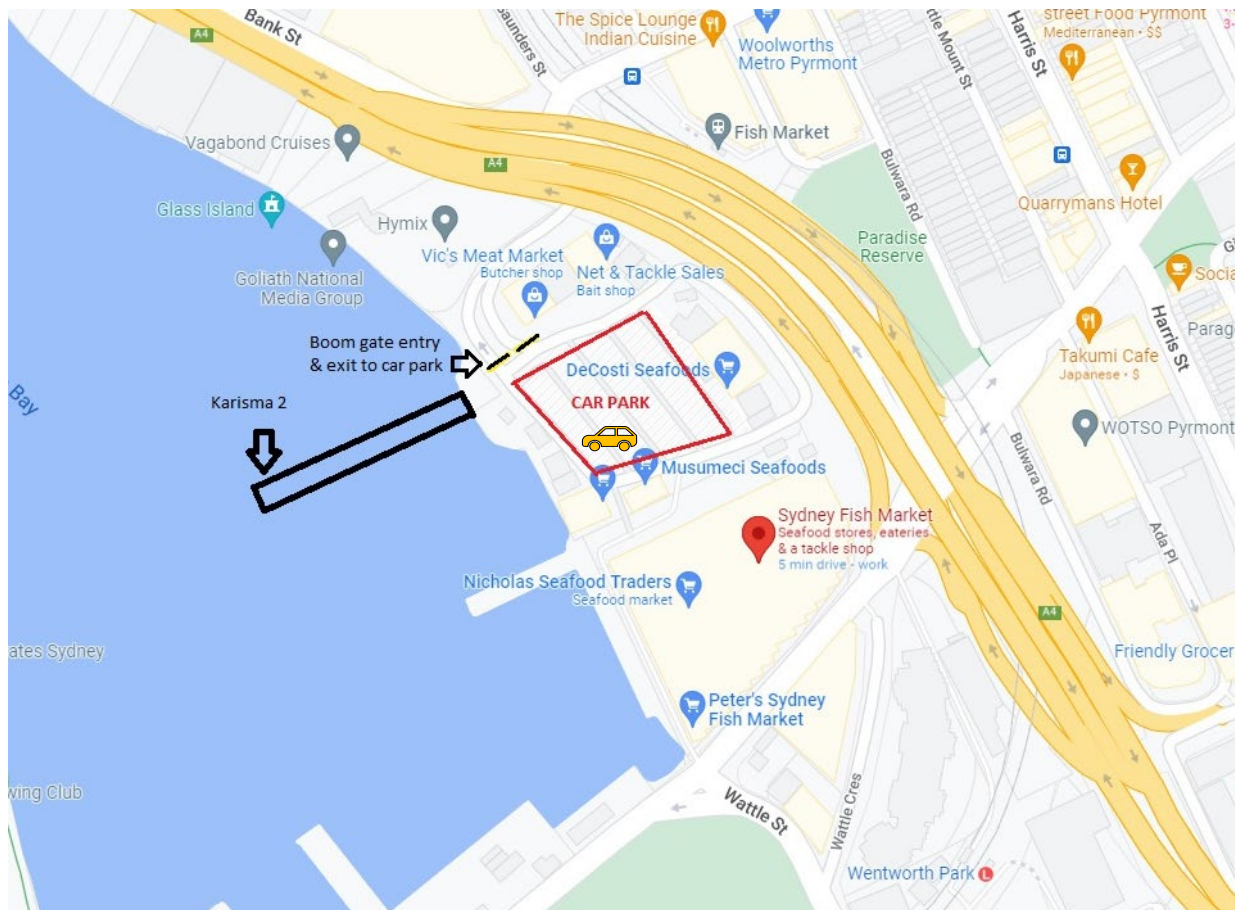 Bank St
A4
Saunders St
The Spice Lounge
Indian Cuisine
Woolworths
Metro Pyrmont
Wattle Mount St
Harris St
street Food Pyrmont
Mediterranean • $$
Vagabond Cruises
A4
Fish Market
Bulwara Rd
Quarrymans Hotel
Glass Island
Hymix
Goliath National
Media Group
Vic's Meat Market
Butcher shop
Net & Tackle Sales
Bait shop
Paradise
Reserve
Socia
Harris St
Parag
Takumi Cafe
Japanese • $
Boom gate entry
& exit to car park
DeCosti Seafoods
CAR PARK
Karisma 2
Bay
Musumeci Seafoods
WOTSO Pyrmont
Bulwara Rd
Ada Pl
Sydney Fish Market
Seafood stores, eateries
& a tackle shop
5 min drive - work
Nicholas Seafood Traders
Seafood market
A4
ates Sydney
Friendly Grocer
Peter's Sydney
Fish Market
wing Club
Wattle St
Wattle Cres
Wentworth Park L